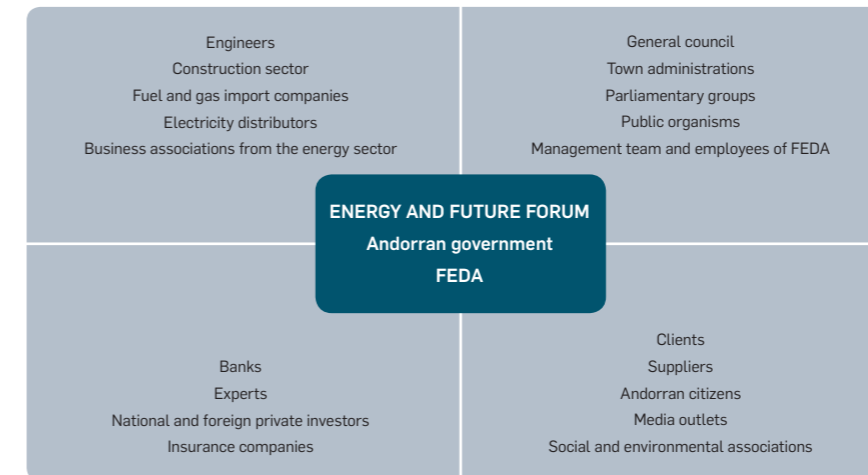 Engineers
Construction sector
Fuel and gas import companies
Electricity distributors
Business associations from the energy sector
General council
Town administrations
Parliamentary groups
Public organisms
Management team and employees of FEDA
ENERGY AND FUTURE FORUM
Andorran government
FEDA
Banks
Experts
National and foreign private investors
Insurance companies
Clients
Suppliers
Andorran citizens
Media outlets
Social and environmental associations